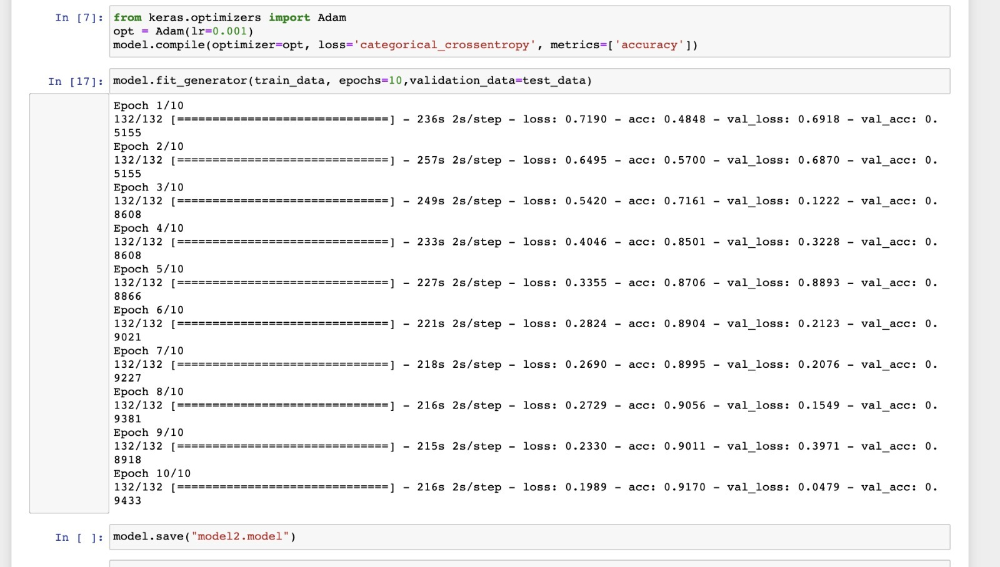 In [7]: from keras.optimizers import Adam
opt = Adam(lr=0.001)
model.compile(optimizer=opt, loss='categorical_crossentropy', metrics=['accuracy'])
In [17]: model.fit_generator(train_data, epochs=10,validation_data=test_data)
Epoch 1/10
132/132 [==============================] - 236s 2s/step - loss: 0.7190 - acc: 0.4848 - val_loss: 0.6918 - val_acc: 0.
5155
Epoch 2/10
132/132 [==============================] - 257s 2s/step - loss: 0.6495 - acc: 0.5700 - val_loss: 0.6870 - val_acc: 0.
5155
Epoch 3/10
132/132 [==============================] - 249s 2s/step - loss: 0.5420 - acc: 0.7161 - val_loss: 0.1222 - val_acc: 0.
8608
Epoch 4/10
132/132 [==============================] - 233s 2s/step - loss: 0.4046 - acc: 0.8501 - val_loss: 0.3228 - val_acc: 0.
8608
Epoch 5/10
132/132 [==============================] - 227s 2s/step - loss: 0.3355 - acc: 0.8706 - val_loss: 0.8893 - val_acc: 0.
8866
Epoch 6/10
132/132 [==============================] - 221s 2s/step - loss: 0.2824 - acc: 0.8904 - val_loss: 0.2123 - val_acc: 0.
9021
Epoch 7/10
132/132 [==============================] - 218s 2s/step - loss: 0.2690 - acc: 0.8995 - val_loss: 0.2076 - val_acc: 0.
9227
Epoch 8/10
132/132 [==============================] - 216s 2s/step - loss: 0.2729 - acc: 0.9056 - val_loss: 0.1549 - val_acc: 0.
9381
Epoch 9/10
132/132 [==============================] - 215s 2s/step - loss: 0.2330 - acc: 0.9011 - val_loss: 0.3971 - val_acc: 0.
8918
Epoch 10/10
132/132 [==============================] - 216s 2s/step - loss: 0.1989 - acc: 0.9170 - val_loss: 0.0479 - val_acc: 0.
9433
In [ ]: model.save("model2.model")